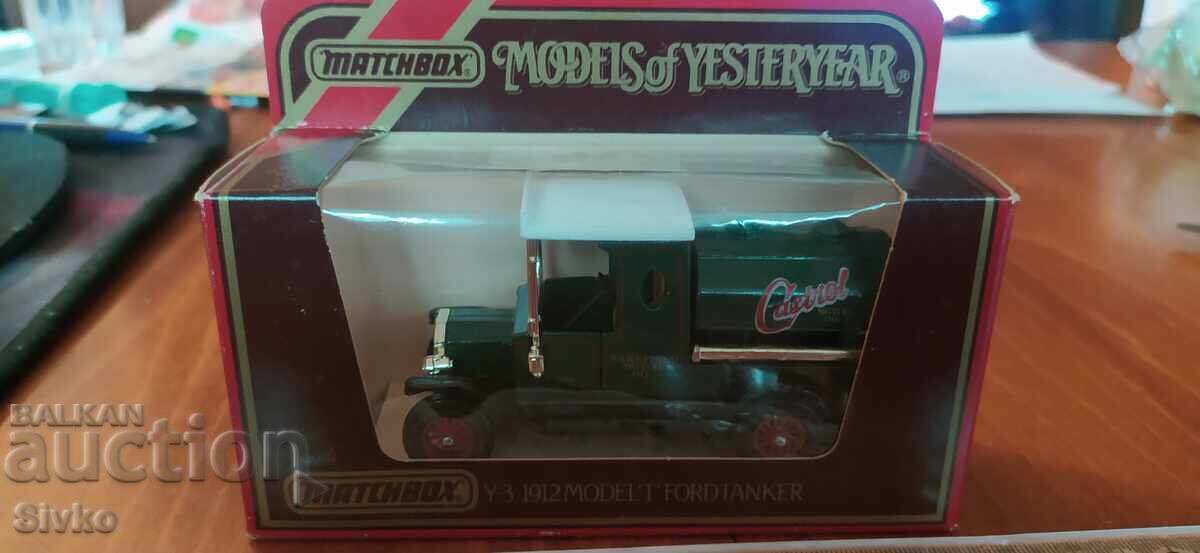 MATCHBOX MODELS of YESTERYEAR®
Castrol
MATCHBOX Y-3 1912 MODEL 'T' FORD TANKER
BALKAN
auction
Sivko